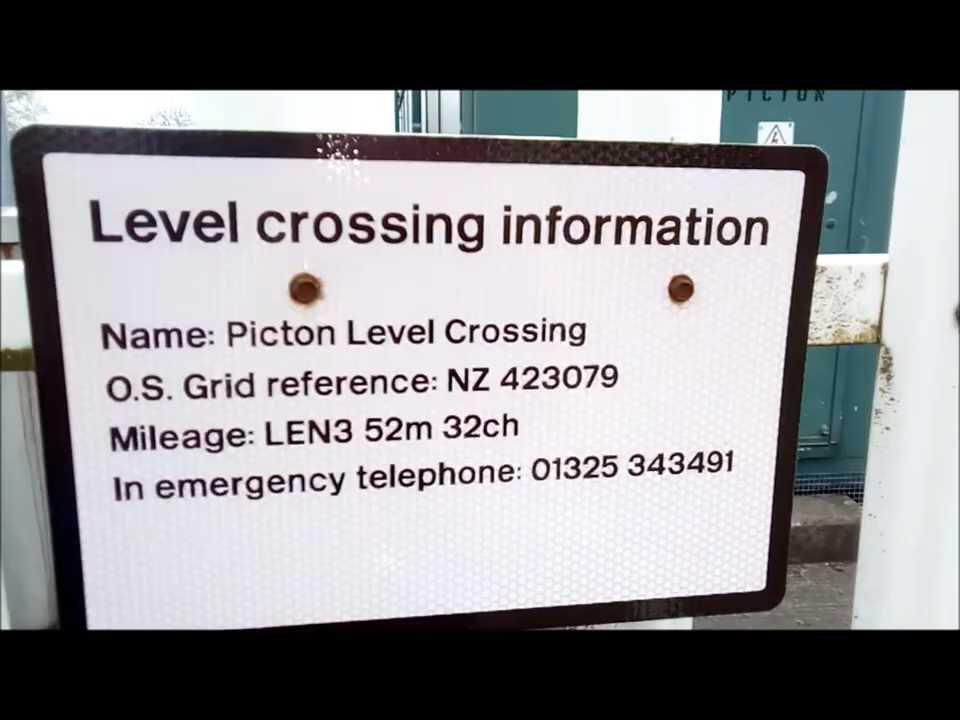 PICTON
Level crossing information
Name: Picton Level Crossing
O.S. Grid reference: NZ 423079
Mileage: LEN3 52m 32ch
In emergency telephone: 01325 343491